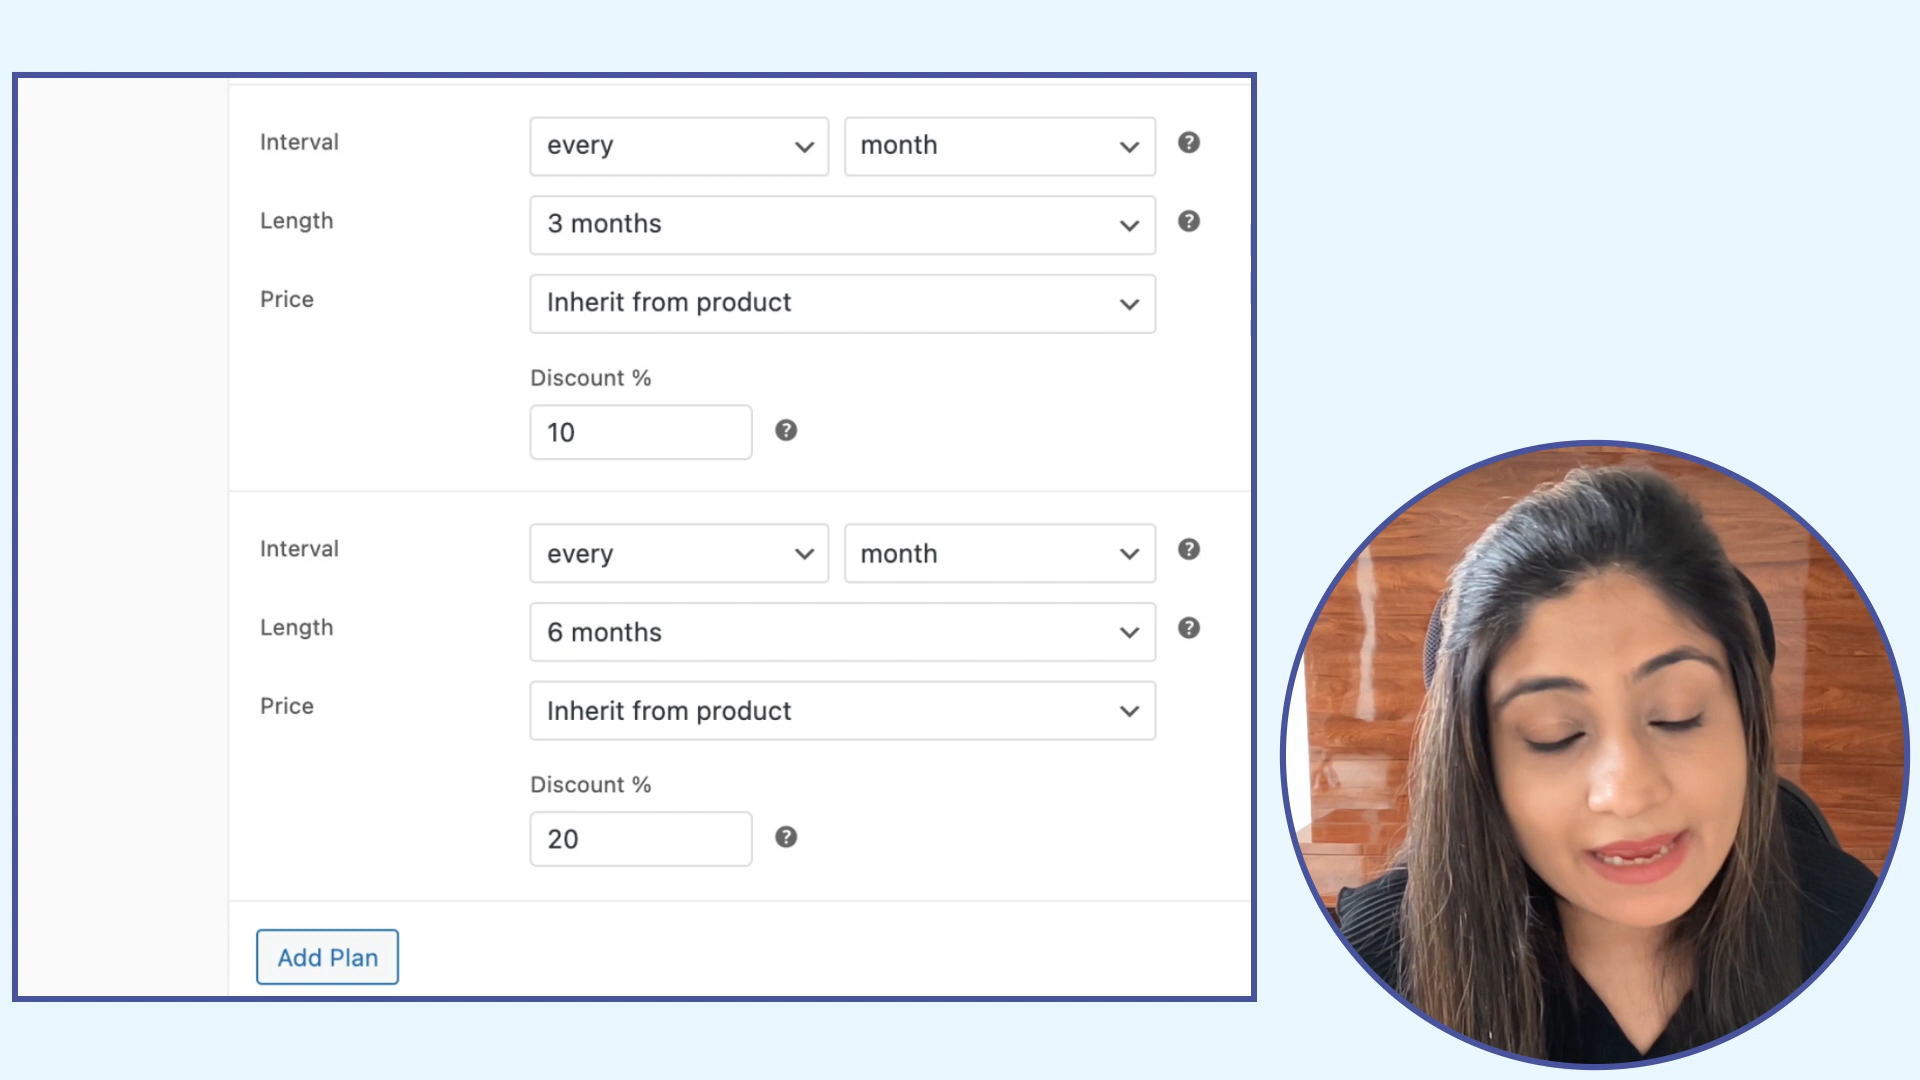 Interval every month ?
Length 3 months ?
Price Inherit from product
Discount %
10 ?
Interval every month ?
Length 6 months ?
Price Inherit from product
Discount %
20 ?
Add Plan